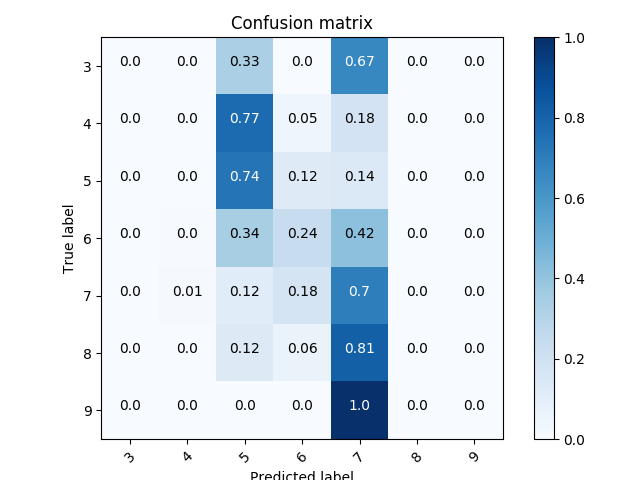 Confusion matrix
True label
3 0.0 0.0 0.33 0.0 0.67 0.0 0.0
4 0.0 0.0 0.77 0.05 0.18 0.0 0.0
5 0.0 0.0 0.74 0.12 0.14 0.0 0.0
6 0.0 0.0 0.34 0.24 0.42 0.0 0.0
7 0.0 0.01 0.12 0.18 0.7 0.0 0.0
8 0.0 0.0 0.12 0.06 0.81 0.0 0.0
9 0.0 0.0 0.0 0.0 1.0 0.0 0.0
3 4 5 6 7 8 9
Predicted label
1.0
0.8
0.6
0.4
0.2
0.0